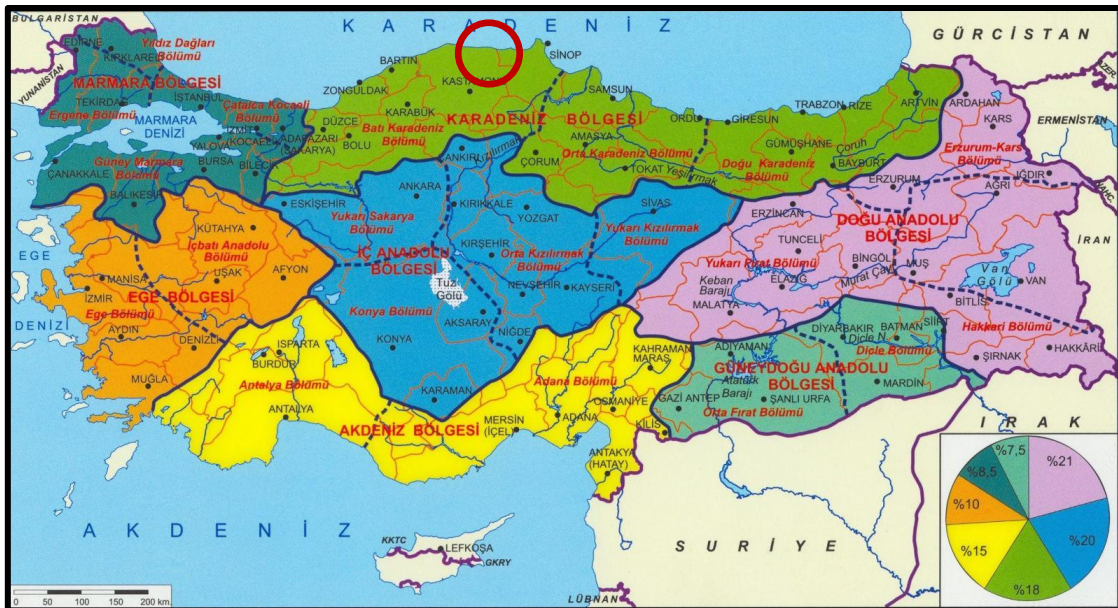 BULGARİSTAN
K A R A D E N İ Z
GÜRCİSTAN
YUNANİSTAN
EDİRNE
KIRKLARELİ
Yıldız Dağları
Bölümü
MARMARA BÖLGESİ
TEKİRDAĞ
Ergene Bölümü
İSTANBUL
Çatalca Kocaeli
Bölümü
MARMARA
DENİZİ
İZMİT
(KOCAELİ)
YALOVA
ADAPAZARI
(SAKARYA)
Güney Marmara
Bölümü
BURSA
BİLECİK
ÇANAKKALE
BALIKESİR
BARTIN
ZONGULDAK
KARABÜK
DÜZCE
BOLU
Batı Karadeniz
Bölümü
KASTAMONU
SİNOP
SAMSUN
KARADENİZ BÖLGESİ
ÇANKIRI
Kızılırmak
ÇORUM
AMASYA
Orta Karadeniz Bölümü
TOKAT
Yeşilırmak
ORDU
GİRESUN
TRABZON
RİZE
ARTVİN
GÜMÜŞHANE
Çoruh
BAYBURT
Doğu Karadeniz
Bölümü
ARDAHAN
KARS
ERMENİSTAN
Erzurum-Kars
Bölümü
IĞDIR
AĞRI
NAHÇ.
ERZURUM
ERZİNCAN
DOĞU ANADOLU
BÖLGESİ
TUNCELİ
Yukarı Fırat Bölümü
BİNGÖL
MUŞ
Murat Çayı
Keban
Barajı
ELAZIĞ
MALATYA
Van
Gölü
VAN
BİTLİS
İRAN
Hakkari Bölümü
HAKKÂRİ
ŞIRNAK
ESKİŞEHİR
ANKARA
KIRIKKALE
YOZGAT
SİVAS
Yukarı Sakarya
Bölümü
Yukarı Kızılırmak
Bölümü
İÇ ANADOLU
BÖLGESİ
KIRŞEHİR
Orta Kızılırmak
Bölümü
Tuz
Gölü
NEVŞEHİR
KAYSERİ
AKSARAY
NİĞDE
Konya Bölümü
KONYA
KARAMAN
EGE
DENİZİ
KÜTAHYA
İçbatı Anadolu
Bölümü
MANİSA
UŞAK
AFYON
İZMİR
EGE BÖLGESİ
Ege Bölümü
AYDIN
DENİZLİ
MUĞLA
ISPARTA
BURDUR
Antalya Bölümü
ANTALYA
AKDENİZ BÖLGESİ
MERSİN
(İÇEL)
Adana Bölümü
ADANA
OSMANİYE
KAHRAMAN
MARAŞ
KİLİS
ANTAKYA
(HATAY)
DİYARBAKIR
BATMAN
SİİRT
Dicle N.
ADIYAMAN
Dicle Bölümü
GÜNEYDOĞU ANADOLU
BÖLGESİ
Atatürk
Barajı
MARDİN
GAZİ ANTEP
ŞANLI URFA
Orta Fırat Bölümü
I R A K
A K D E N İ Z
KKTC
LEFKOŞA
GKRY
S U R İ Y E
LÜBNAN
0 50 100 150 200 km.
%7,5
%21
%8,5
%10
%20
%15
%18